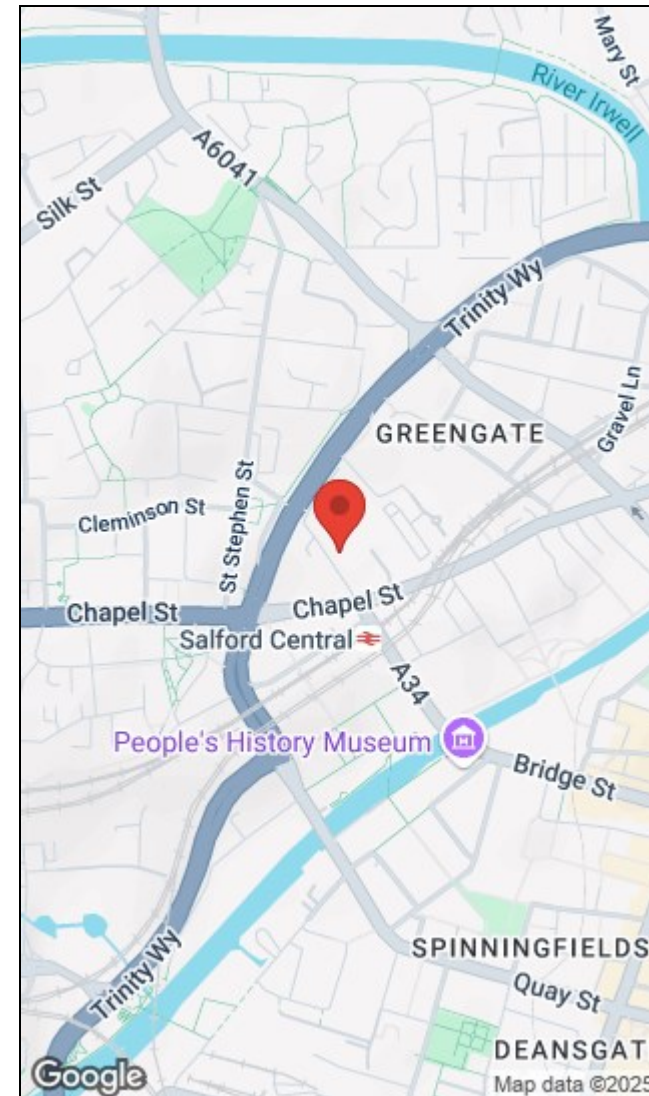 Mary St
River Irwell
A6041
Silk St
Trinity Wy
Gravel Ln
GREENGATE
St Stephen St
Cleminson St
Chapel St
Chapel St
Salford Central
A34
People's History Museum
Bridge St
Trinity Wy
SPINNINGFIELDS
Quay St
DEANSGAT
Google
Map data ©2025